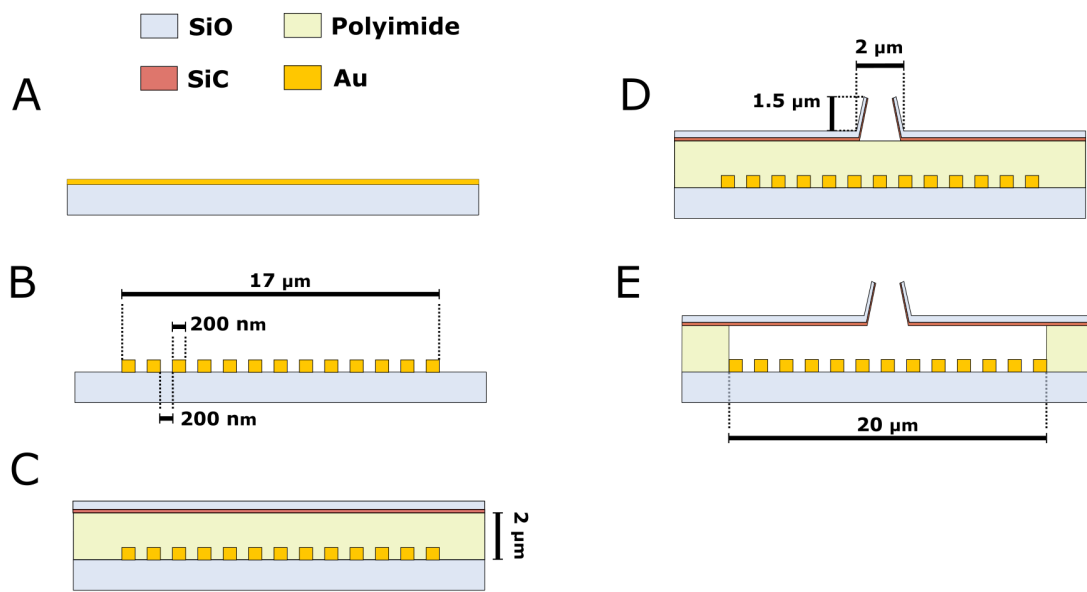 SiO
Polyimide
SiC
Au
A
B
17 µm
200 nm
200 nm
C
2 µm
D
2 µm
1.5 µm
E
20 µm